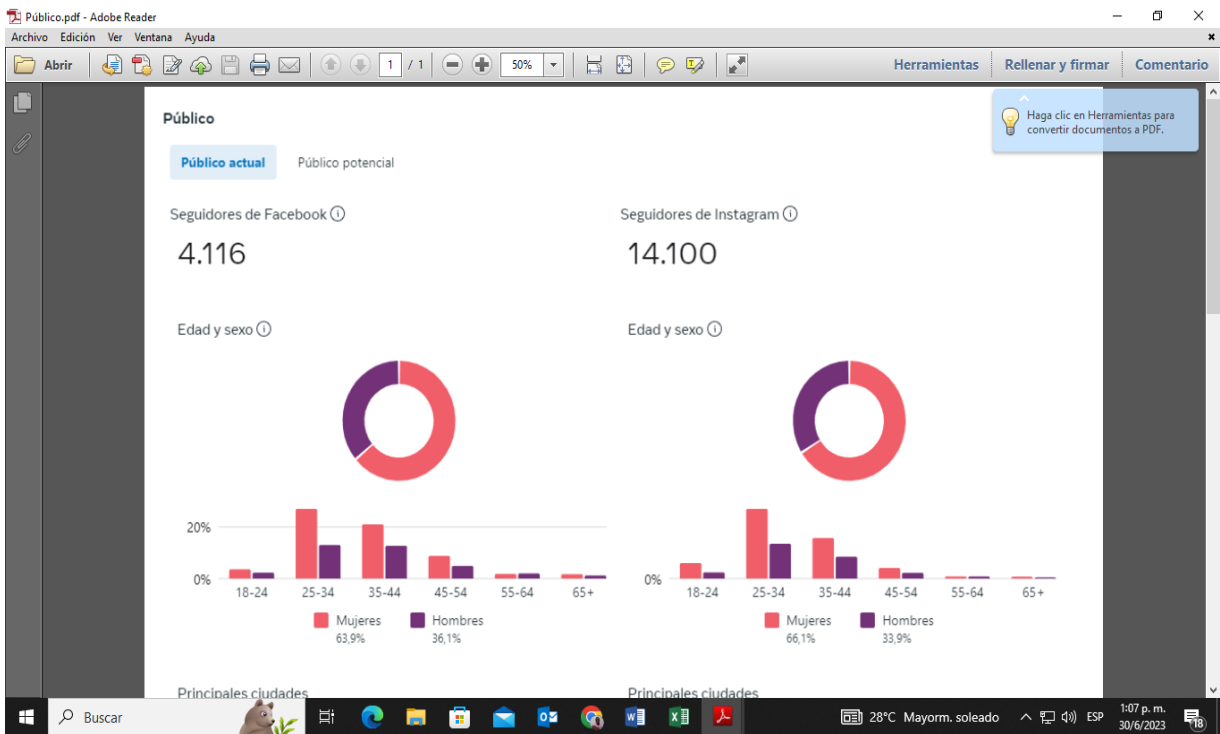 Público.pdf - Adobe Reader
Archivo Edición Ver Ventana Ayuda
Abrir 1 / 1 50% Herramientas Rellenar y firmar Comentario
Haga clic en Herramientas para
convertir documentos a PDF.
Público
Público actual Público potencial
Seguidores de Facebook Seguidores de Instagram
4.116 14.100
Edad y sexo Edad y sexo
20%
0% 0%
18-24 25-34 35-44 45-54 55-64 65+ 18-24 25-34 35-44 45-54 55-64 65+
Mujeres Hombres Mujeres Hombres
63,9% 36,1% 66,1% 33,9%
Principales ciudades Principales ciudades
Buscar 28°C Mayorm. soleado ESP 1:07 p. m.
30/6/2023 18